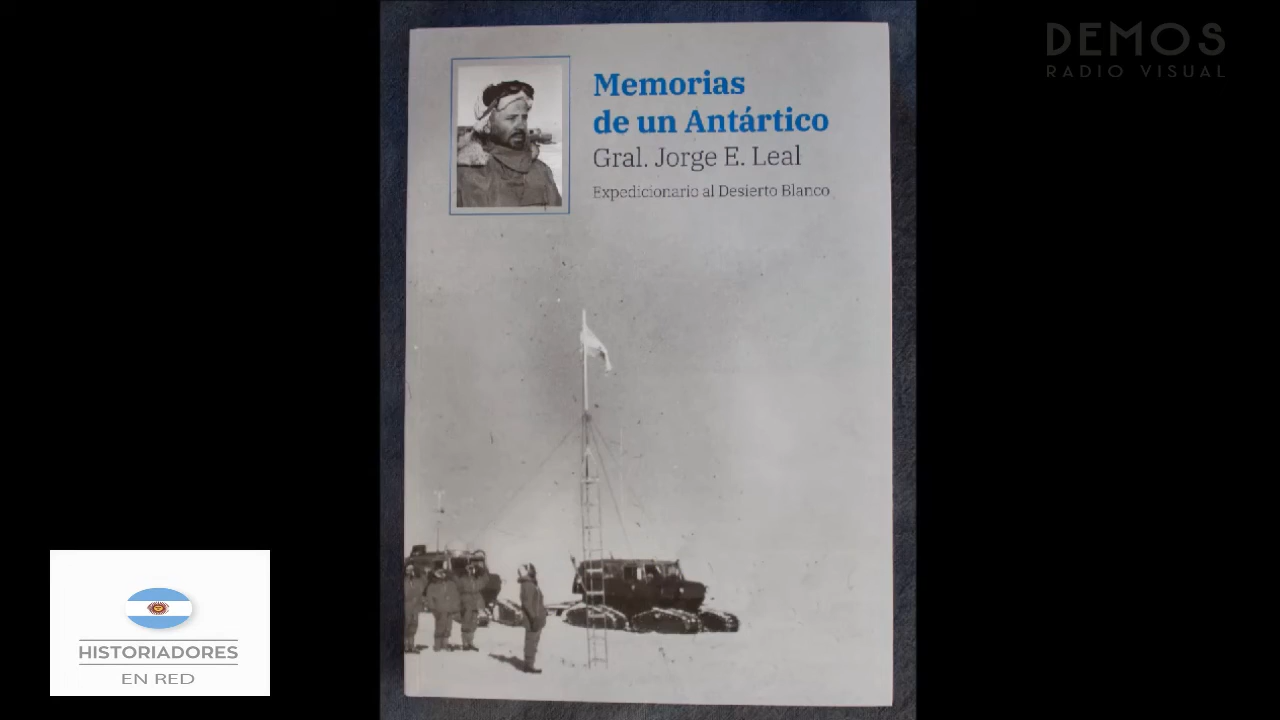 DEMOS
RADIO VISUAL
Memorias
de un Antártico
Gral. Jorge E. Leal
Expedicionario al Desierto Blanco
HISTORIADORES
EN RED